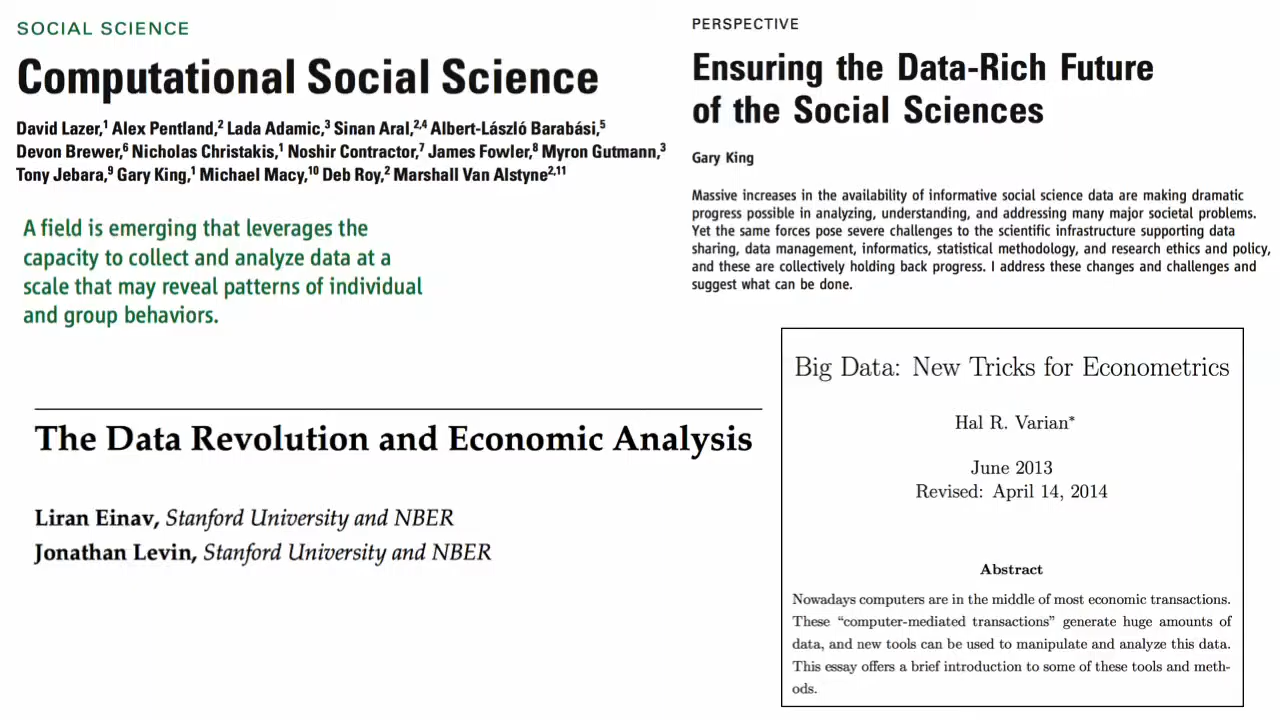 SOCIAL SCIENCE
Computational Social Science
David Lazer,1 Alex Pentland,2 Lada Adamic,3 Sinan Aral,2,4 Albert-László Barabási,5
Devon Brewer,6 Nicholas Christakis,1 Noshir Contractor,7 James Fowler,8 Myron Gutmann,3
Tony Jebara,9 Gary King,1 Michael Macy,10 Deb Roy,2 Marshall Van Alstyne2,11
A field is emerging that leverages the
capacity to collect and analyze data at a
scale that may reveal patterns of individual
and group behaviors.
PERSPECTIVE
Ensuring the Data-Rich Future
of the Social Sciences
Gary King
Massive increases in the availability of informative social science data are making dramatic
progress possible in analyzing, understanding, and addressing many major societal problems.
Yet the same forces pose severe challenges to the scientific infrastructure supporting data
sharing, data management, informatics, statistical methodology, and research ethics and policy,
and these are collectively holding back progress. I address these changes and challenges and
suggest what can be done.
The Data Revolution and Economic Analysis
Liran Einav, Stanford University and NBER
Jonathan Levin, Stanford University and NBER
Big Data: New Tricks for Econometrics
Hal R. Varian*
June 2013
Revised: April 14, 2014
Abstract
Nowadays computers are in the middle of most economic transactions.
These “computer-mediated transactions” generate huge amounts of
data, and new tools can be used to manipulate and analyze this data.
This essay offers a brief introduction to some of these tools and meth-
ods.